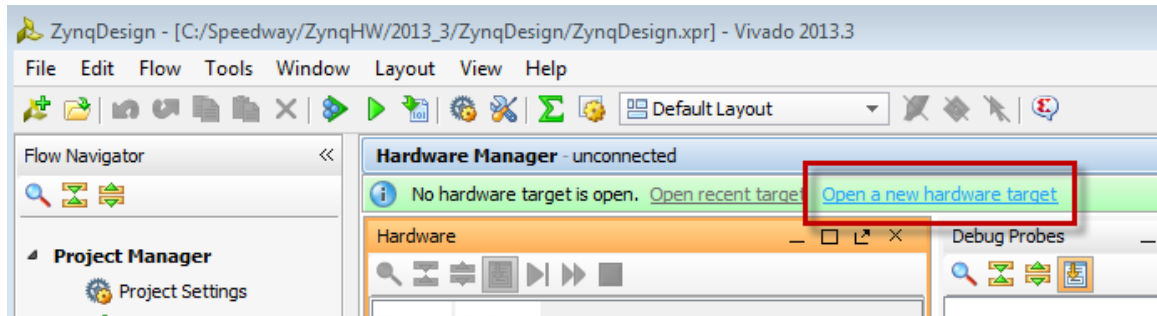 ZynqDesign - [C:/Speedway/ZynqHW/2013_3/ZynqDesign/ZynqDesign.xpr] - Vivado 2013.3
File Edit Flow Tools Window Layout View Help
Default Layout
Flow Navigator
Hardware Manager - unconnected
No hardware target is open. Open recent target Open a new hardware target
Hardware
Debug Probes
Project Manager
Project Settings